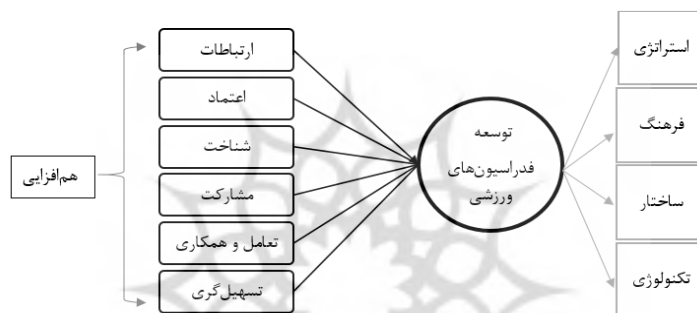 هم‌افزایی
ارتباطات
اعتماد
شناخت
مشارکت
تعامل و همکاری
تسهیل‌گری
توسعه
فدراسیون‌های
ورزشی
استراتژی
فرهنگ
ساختار
تکنولوژی